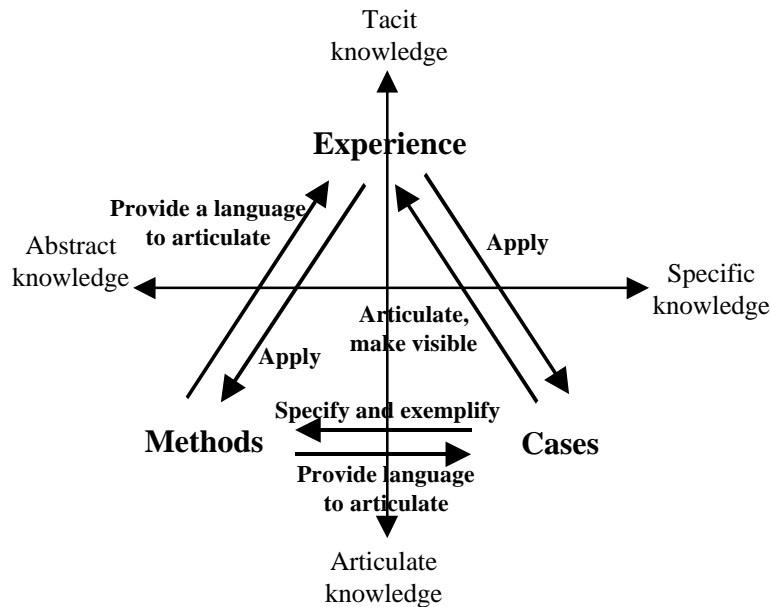 Tacit
knowledge
Experience
Provide a language
to articulate
Apply
Abstract
knowledge
Specific
knowledge
Articulate,
make visible
Apply
Specify and exemplify
Methods
Cases
Provide language
to articulate
Articulate
knowledge